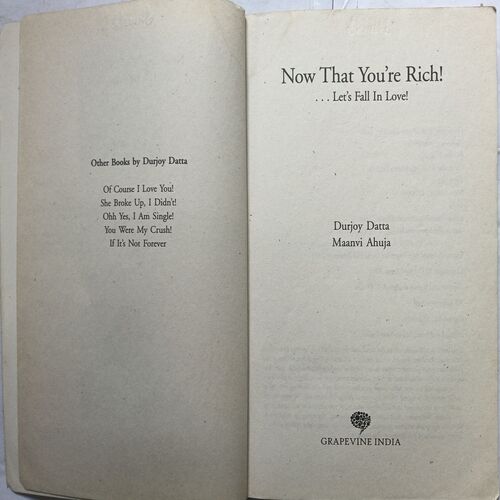 Other Books by Durjoy Datta
Of Course I Love You!
She Broke Up, I Didn't!
Ohh Yes, I Am Single!
You Were My Crush!
If It's Not Forever
Now That You're Rich!
. . . Let's Fall In Love!
Durjoy Datta
Maanvi Ahuja
GRAPEVINE INDIA